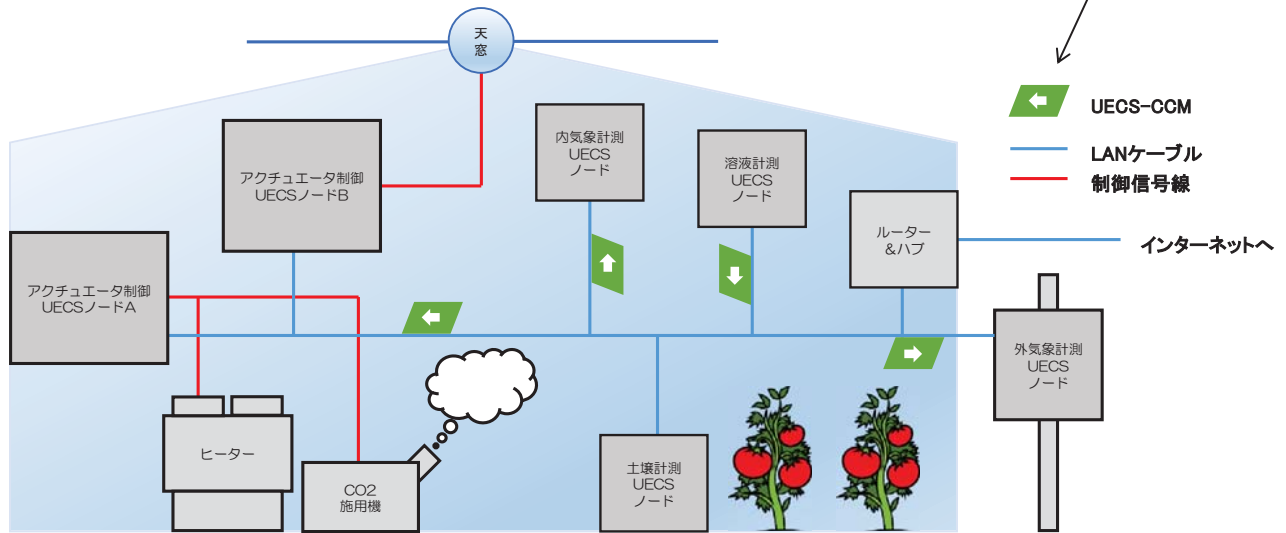 天
窓
UECS-CCM
LANケーブル
制御信号線
内気象計測
UECS
ノード
溶液計測
UECS
ノード
アクチュエータ制御
UECSノードB
ルーター
&ハブ
インターネットへ
アクチュエータ制御
UECSノードA
外気象計測
UECS
ノード
ヒーター
土壌計測
UECS
ノード
CO2
施用機